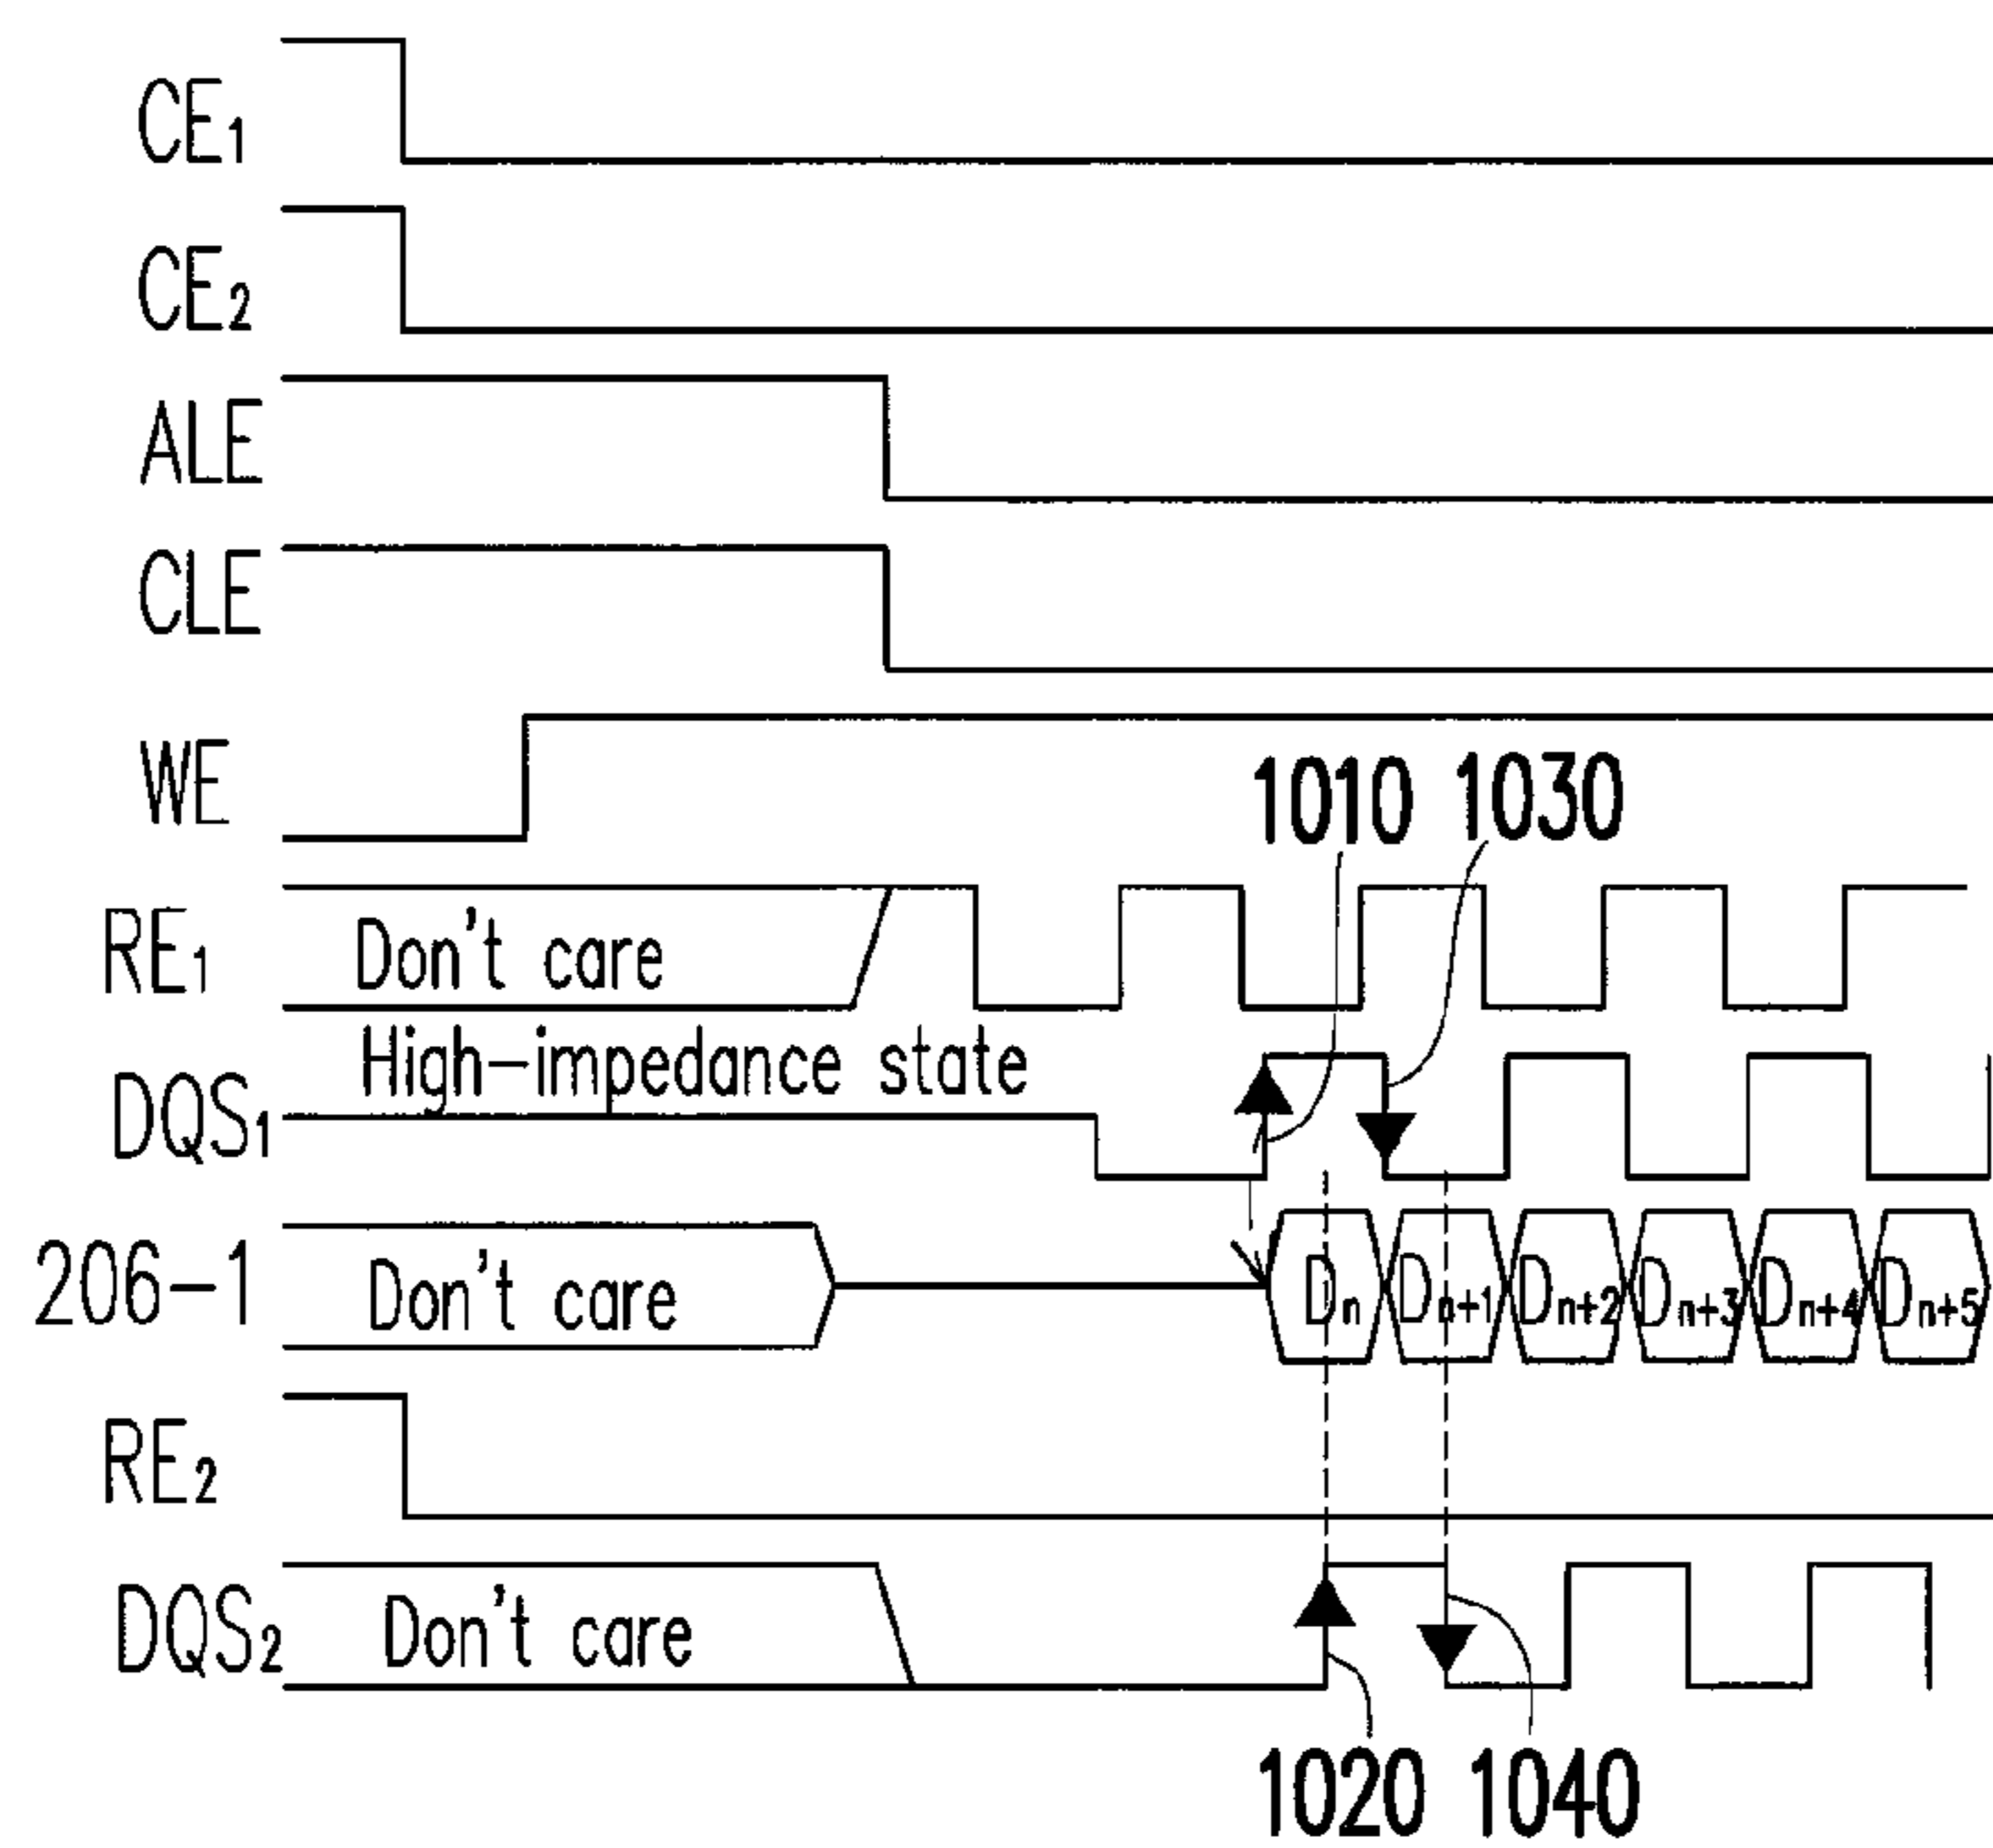 CE1
CE2
ALE
CLE
WE
1010 1030
RE1 Don't care
High-impedance state
DQS1
206-1 Don't care Dn Dn+1 Dn+2 Dn+3 Dn+4 Dn+5
RE2
DQS2 Don't care
1020 1040